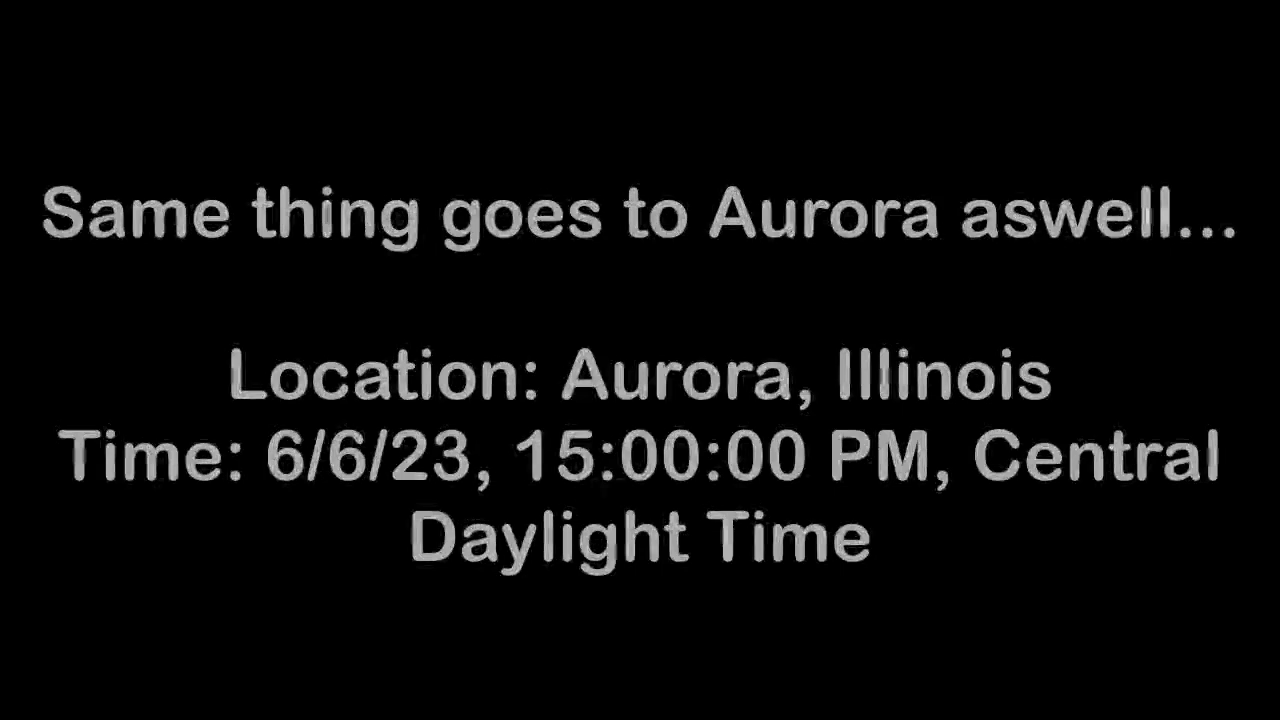 Same thing goes to Aurora aswell...
Location: Aurora, Illinois
Time: 6/6/23, 15:00:00 PM, Central
Daylight Time